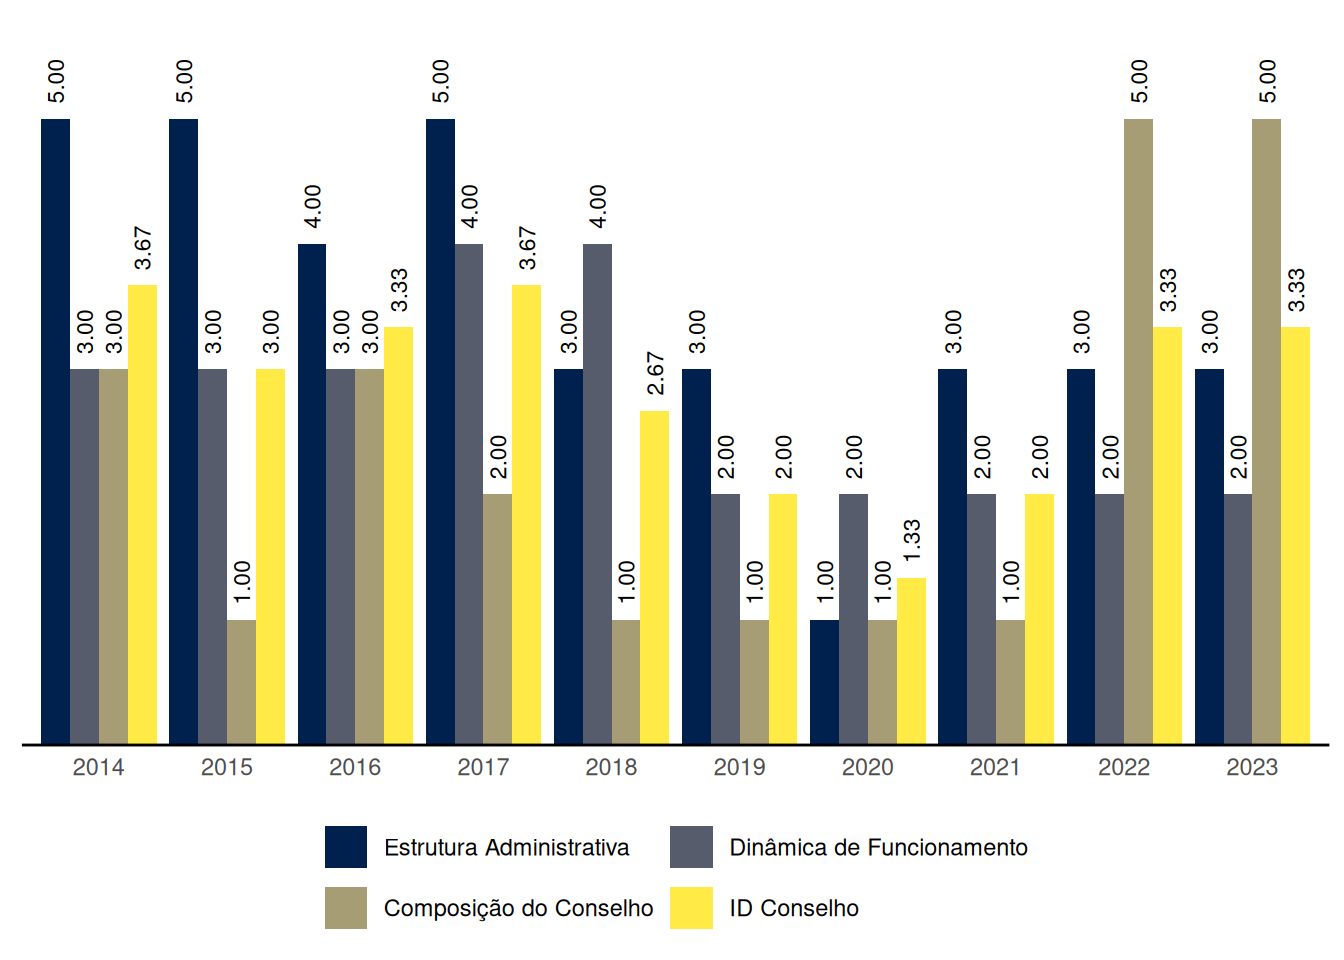 5.00 3.00 3.00 3.67 5.00 3.00 1.00 3.00 4.00 3.00 3.00 3.33 5.00 4.00 2.00 3.67 3.00 4.00 1.00 2.67 3.00 2.00 1.00 2.00 1.00 2.00 1.00 1.33 3.00 2.00 1.00 2.00 3.00 2.00 5.00 3.33 3.00 2.00 5.00 3.33
2014 2015 2016 2017 2018 2019 2020 2021 2022 2023
Estrutura Administrativa Dinâmica de Funcionamento
Composição do Conselho ID Conselho